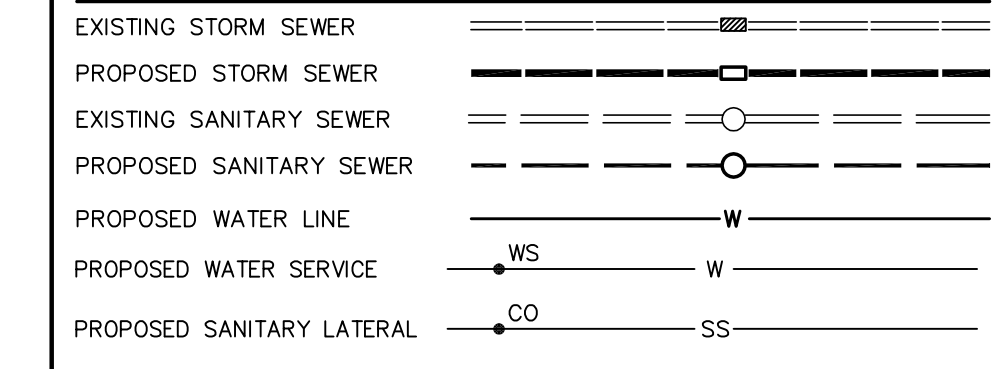 EXISTING STORM SEWER
PROPOSED STORM SEWER
EXISTING SANITARY SEWER
PROPOSED SANITARY SEWER
PROPOSED WATER LINE W
WS
PROPOSED WATER SERVICE W
CO
PROPOSED SANITARY LATERAL SS